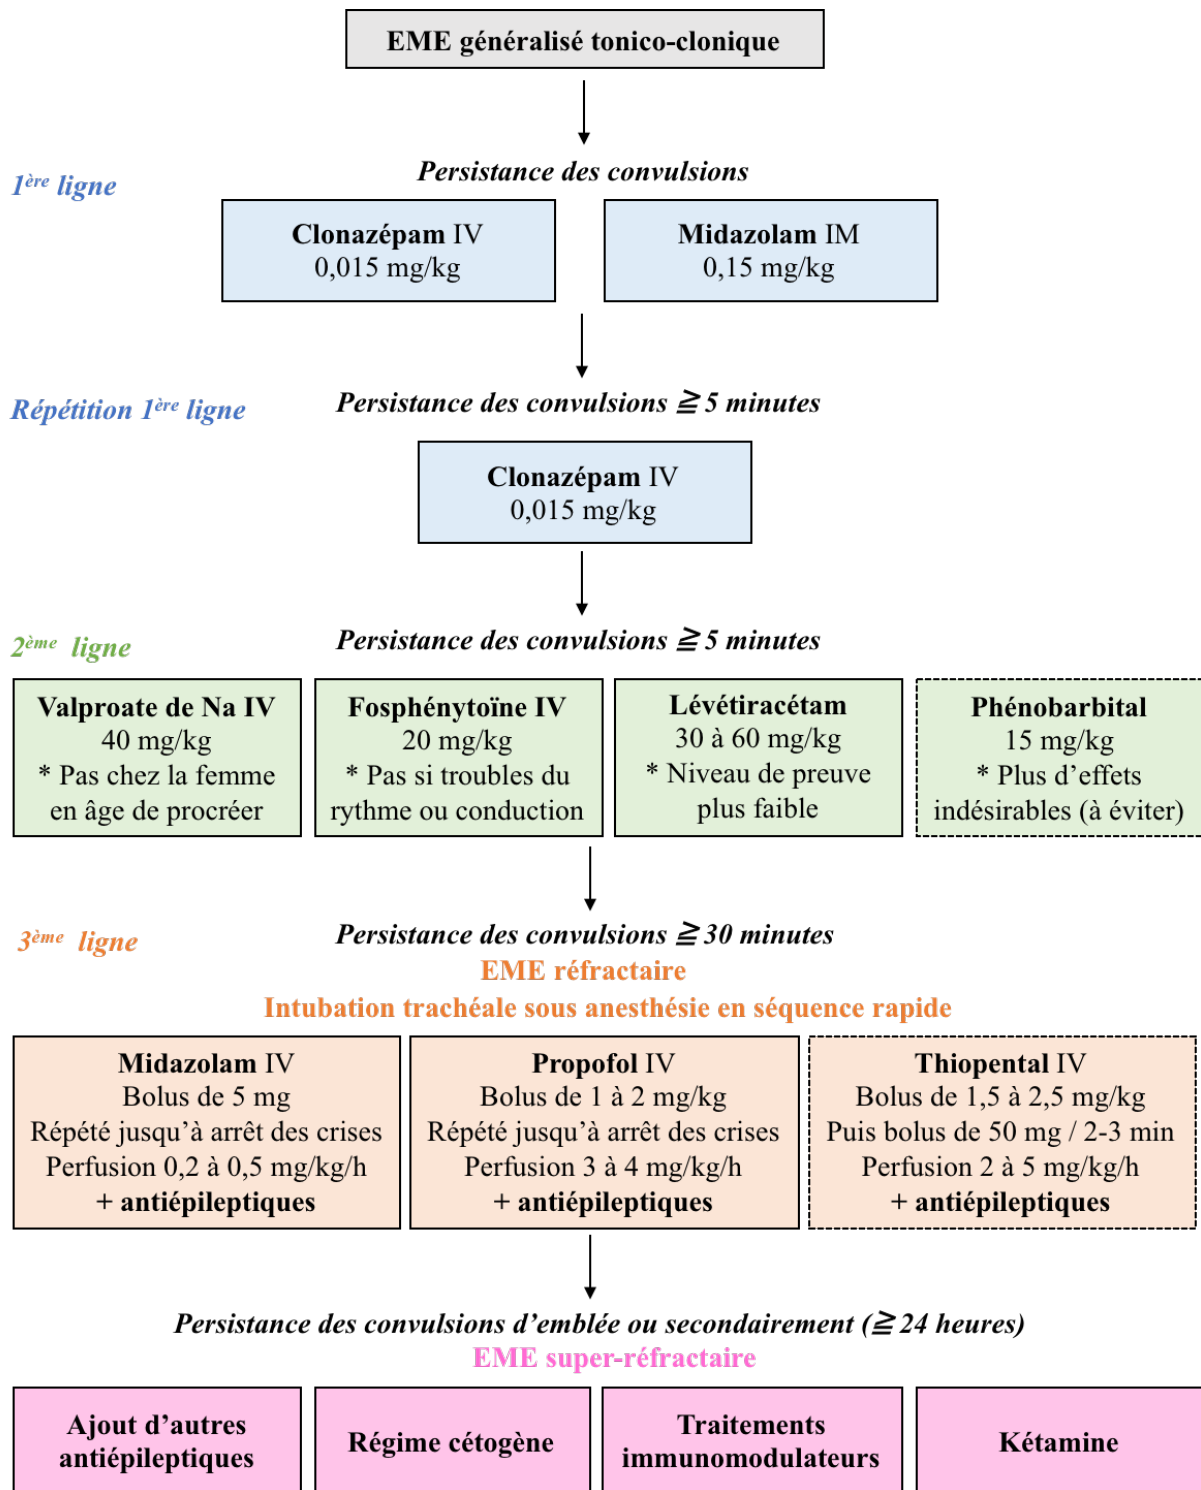 EME généralisé tonico-clonique
Persistance des convulsions
1ère ligne
Clonazépam IV
0,015 mg/kg
Midazolam IM
0,15 mg/kg
Répétition 1ère ligne
Persistance des convulsions ≧ 5 minutes
Clonazépam IV
0,015 mg/kg
2ème ligne
Persistance des convulsions ≧ 5 minutes
Valproate de Na IV
40 mg/kg
* Pas chez la femme
en âge de procréer
Fosphénytoïne IV
20 mg/kg
* Pas si troubles du
rythme ou conduction
Lévétiracétam
30 à 60 mg/kg
* Niveau de preuve
plus faible
Phénobarbital
15 mg/kg
* Plus d’effets
indésirables (à éviter)
3ème ligne
Persistance des convulsions ≧ 30 minutes
EME réfractaire
Intubation trachéale sous anesthésie en séquence rapide
Midazolam IV
Bolus de 5 mg
Répété jusqu’à arrêt des crises
Perfusion 0,2 à 0,5 mg/kg/h
+ antiépileptiques
Propofol IV
Bolus de 1 à 2 mg/kg
Répété jusqu’à arrêt des crises
Perfusion 3 à 4 mg/kg/h
+ antiépileptiques
Thiopental IV
Bolus de 1,5 à 2,5 mg/kg
Puis bolus de 50 mg / 2-3 min
Perfusion 2 à 5 mg/kg/h
+ antiépileptiques
Persistance des convulsions d’emblée ou secondairement (≧ 24 heures)
EME super-réfractaire
Ajout d’autres
antiépileptiques
Régime cétogène
Traitements
immunomodulateurs
Kétamine